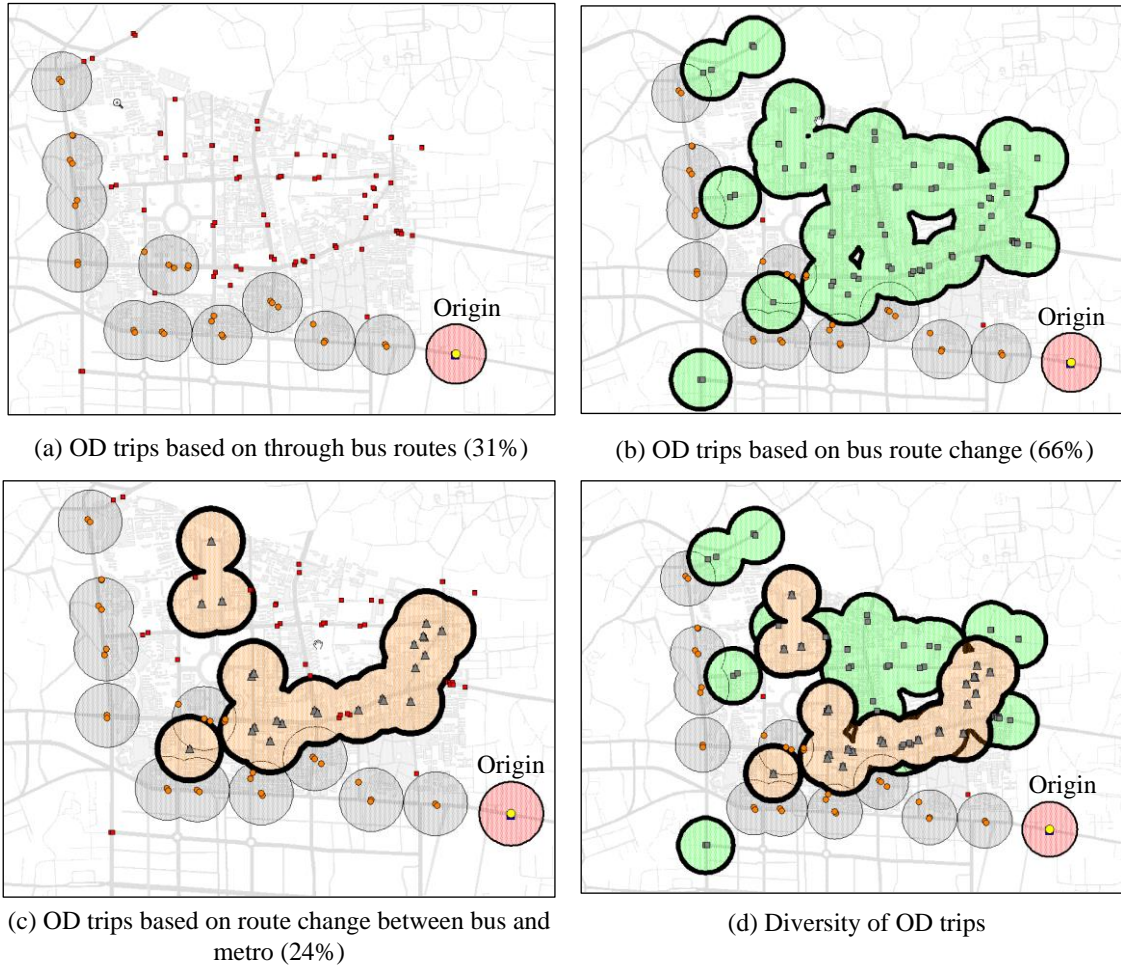 Origin
Origin
(a) OD trips based on through bus routes (31%)
(b) OD trips based on bus route change (66%)
Origin
Origin
(c) OD trips based on route change between bus and
metro (24%)
(d) Diversity of OD trips